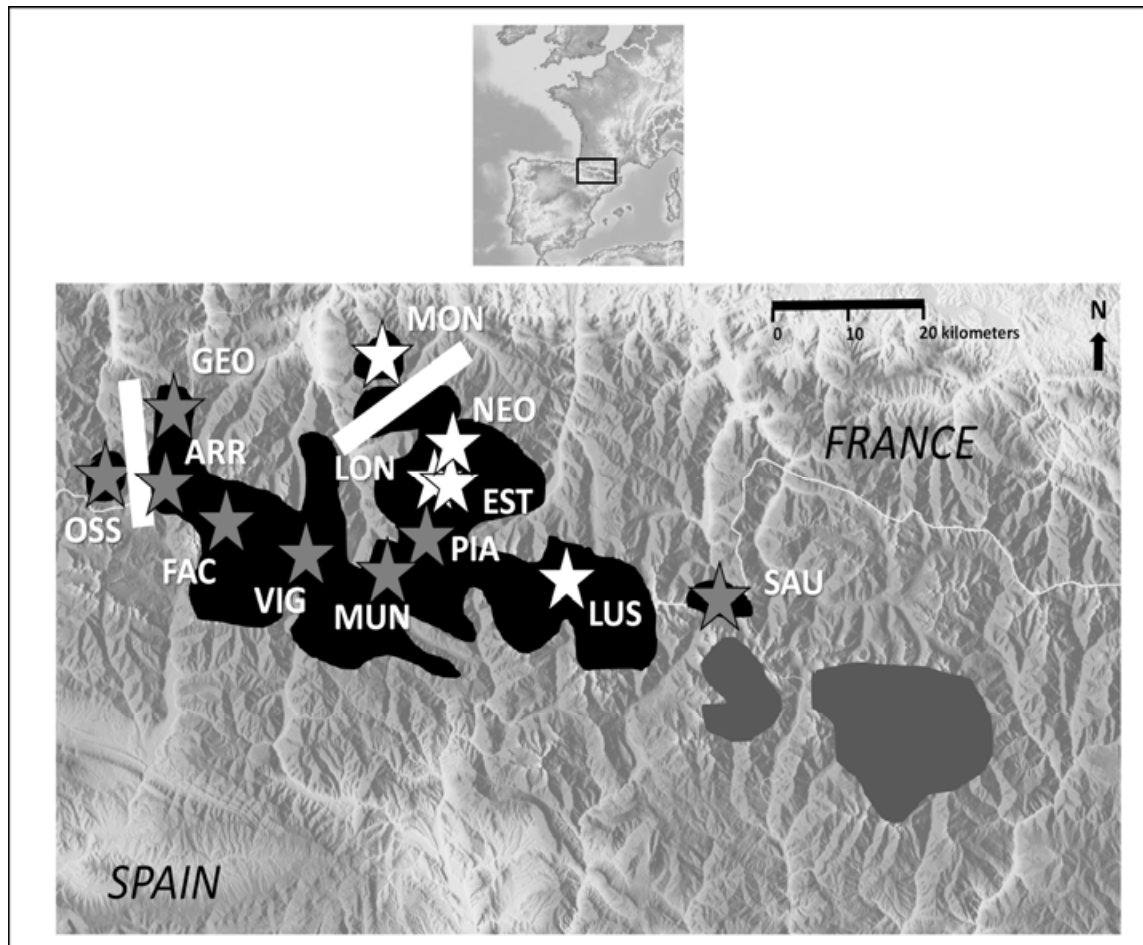 MON
GEO
N
0
10
20 kilometers
NEO
FRANCE
ARR
LON
EST
OSS
FAC
PIA
VIG
MUN
LUS
SAU
SPAIN